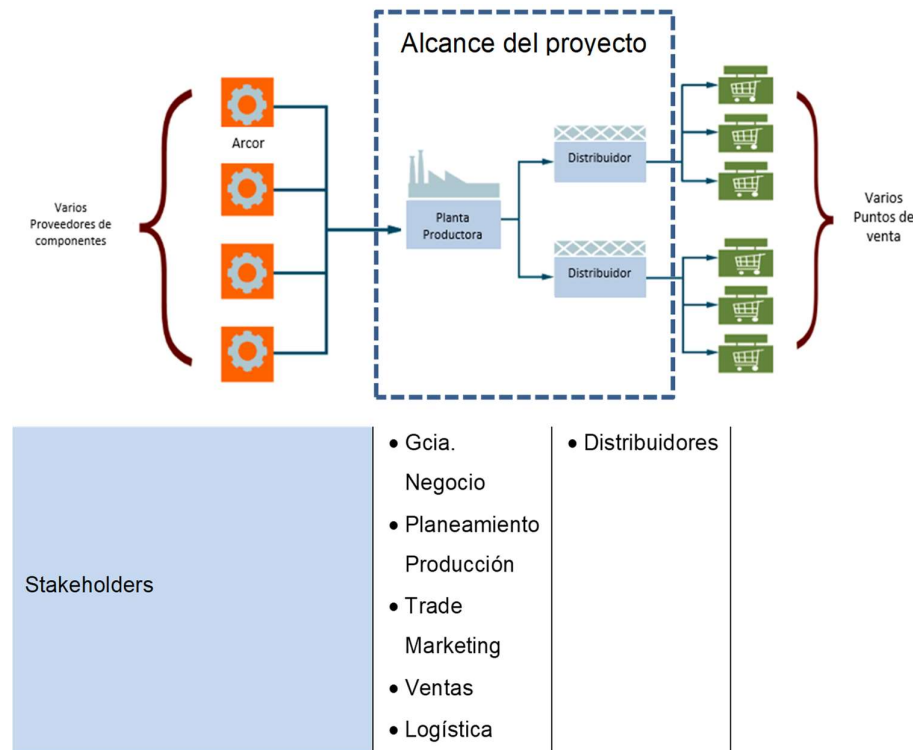 Alcance del proyecto
Arcor
Varios
Proveedores de
componentes
Planta
Productora
Distribuidor
Distribuidor
Varios
Puntos de
venta
Stakeholders
• Gcia.
Negocio
• Planeamiento
Producción
• Trade
Marketing
• Ventas
• Logística
• Distribuidores